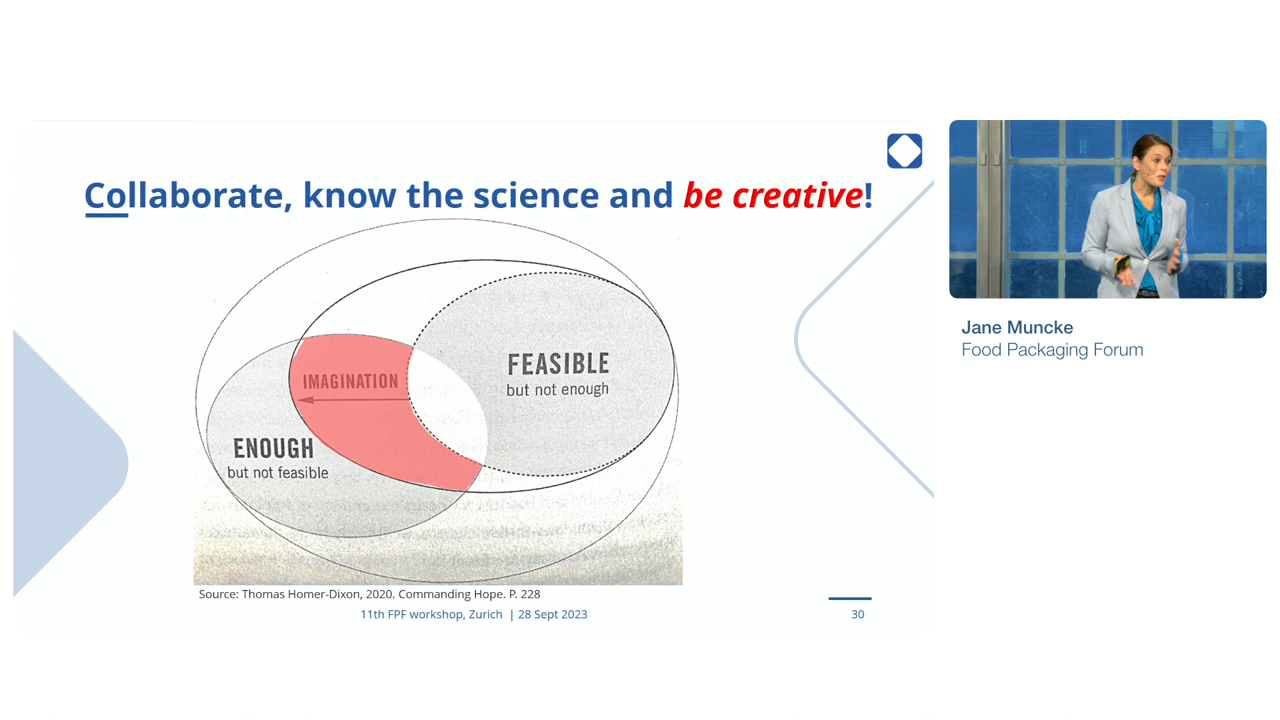 Collaborate, know the science and be creative!
IMAGINATION
FEASIBLE
but not enough
ENOUGH
but not feasible
Source: Thomas Homer-Dixon, 2020. Commanding Hope. P. 228
11th FPF workshop, Zurich | 28 Sept 2023
30
Jane Muncke
Food Packaging Forum